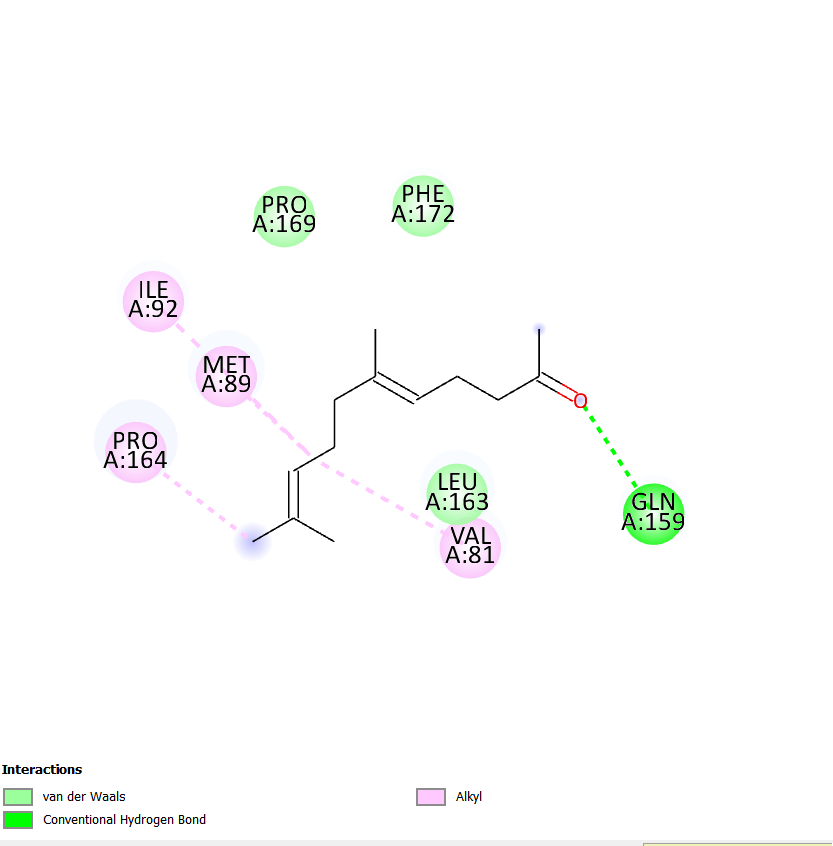 PRO
A:169
PHE
A:172
ILE
A:92
MET
A:89
O
PRO
A:164
LEU
A:163
GLN
A:159
VAL
A:81
Interactions
van der Waals
Conventional Hydrogen Bond
Alkyl